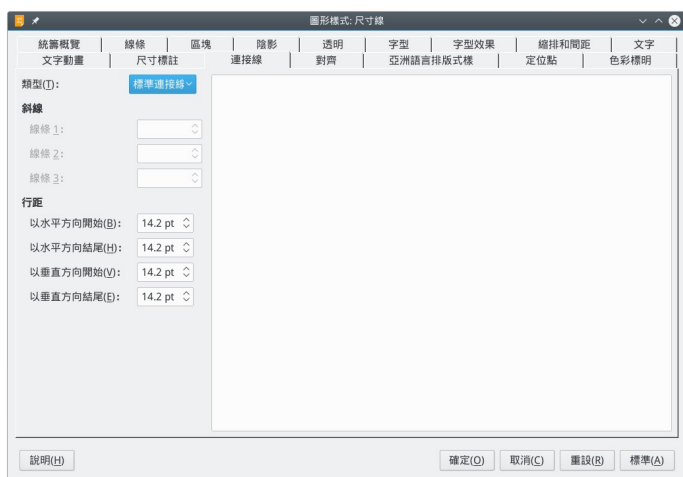 圖形樣式: 尺寸線
統籌概覽 線條 區塊 陰影 透明 字型 字型效果 縮排和間距 文字
文字動畫 尺寸標註 連接線 對齊 亞洲語言排版式樣 定位點 色彩標明
類型(T): 標準連接線
斜線
線條 1:
線條 2:
線條 3:
行距
以水平方向開始(B): 14.2 pt
以水平方向結尾(H): 14.2 pt
以垂直方向開始(V): 14.2 pt
以垂直方向結尾(E): 14.2 pt
說明(H) 確定(O) 取消(C) 重設(R) 標準(A)